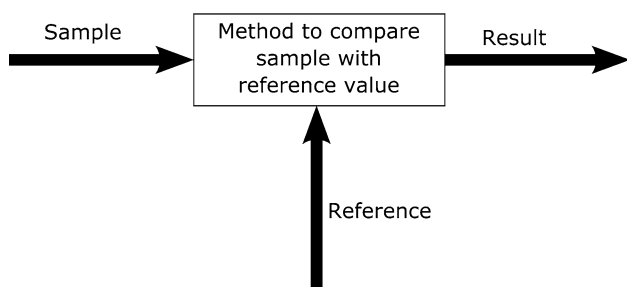 Sample
Method to compare
sample with
reference value
Result
Reference